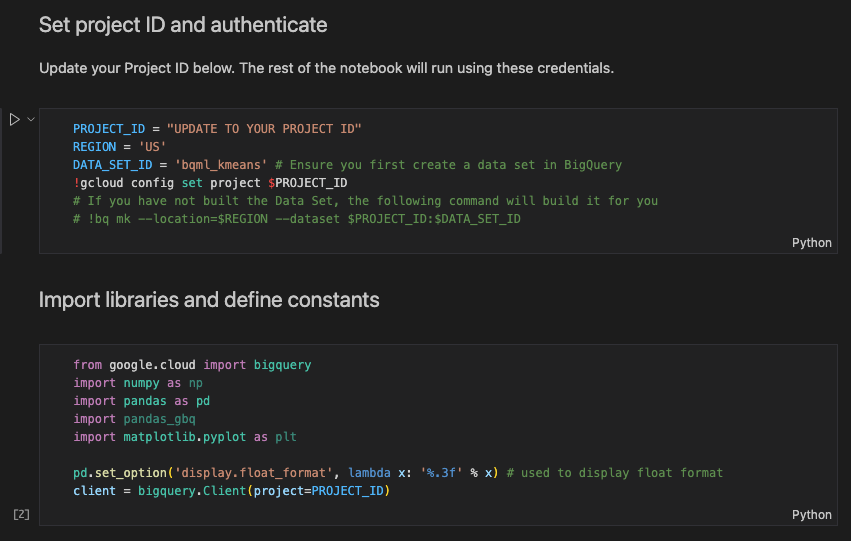 Set project ID and authenticate
Update your Project ID below. The rest of the notebook will run using these credentials.
PROJECT_ID = "UPDATE TO YOUR PROJECT ID"
REGION = 'US'
DATA_SET_ID = 'bqml_kmeans' # Ensure you first create a data set in BigQuery
!gcloud config set project $PROJECT_ID
# If you have not built the Data Set, the following command will build it for you
# !bq mk --location=$REGION --dataset $PROJECT_ID:$DATA_SET_ID
Python
Import libraries and define constants
from google.cloud import bigquery
import numpy as np
import pandas as pd
import pandas_gbq
import matplotlib.pyplot as plt
pd.set_option('display.float_format', lambda x: '%.3f' % x) # used to display float format
client = bigquery.Client(project=PROJECT_ID)
[2]
Python